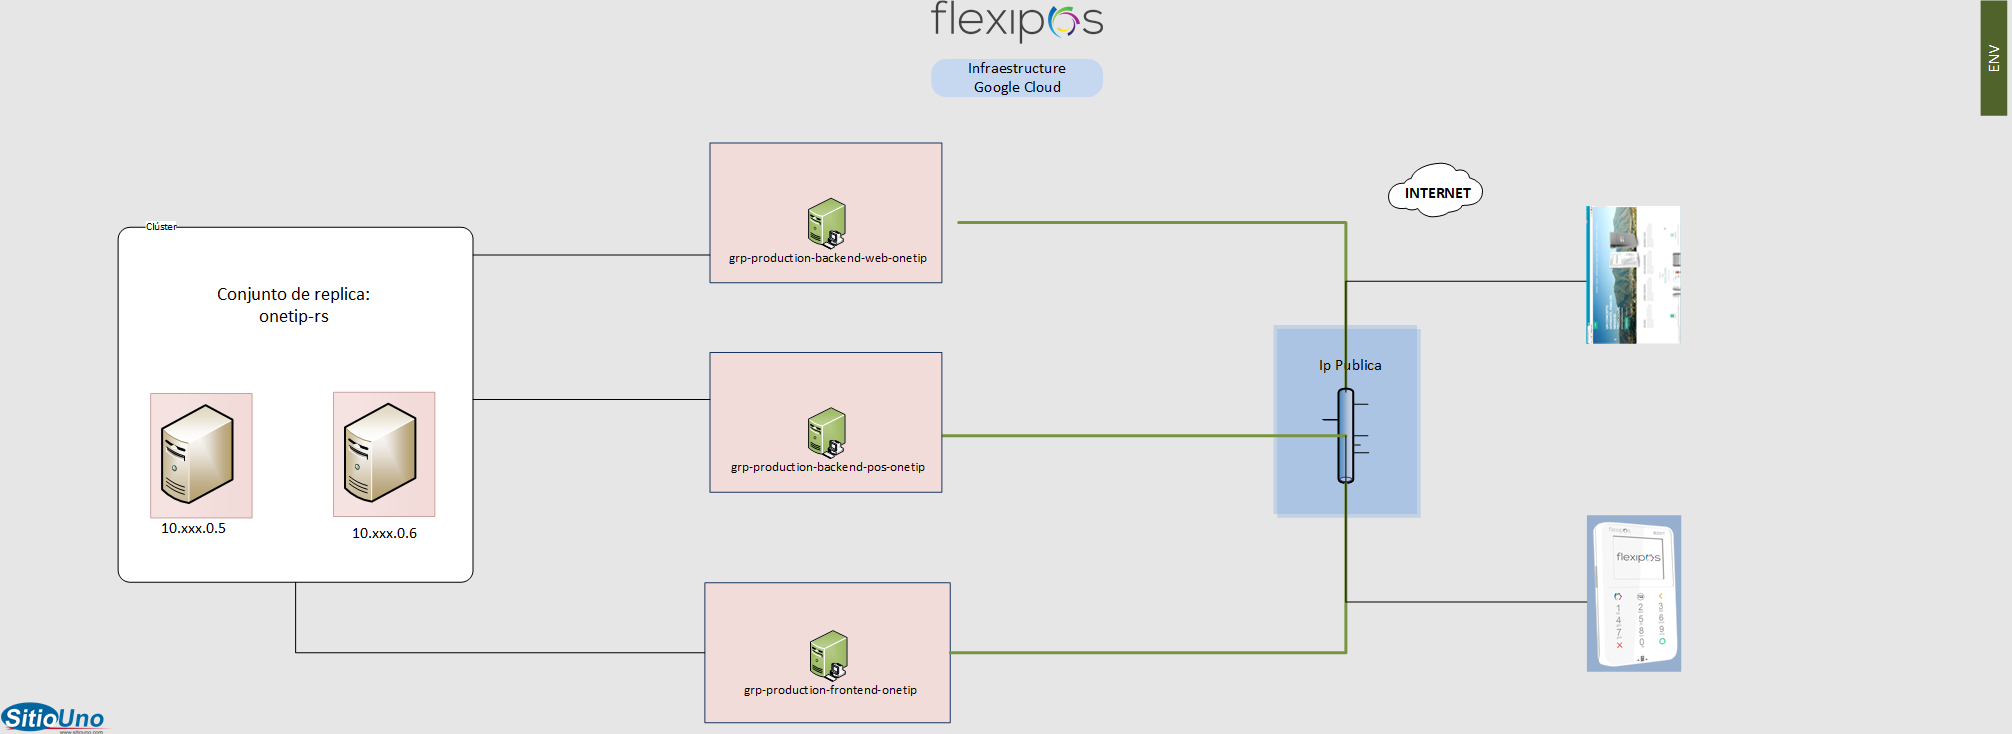 flexipos
Infraestructure
Google Cloud
ENV
INTERNET
Clúster
Conjunto de replica:
onetip-rs
10.xxx.0.5
10.xxx.0.6
grp-production-backend-web-onetip
grp-production-backend-pos-onetip
grp-production-frontend-onetip
Ip Publica
flexipos
flexipos
1
2
3
4
5
6
7
8
9
0
SitioUno
www.sitiouno.com